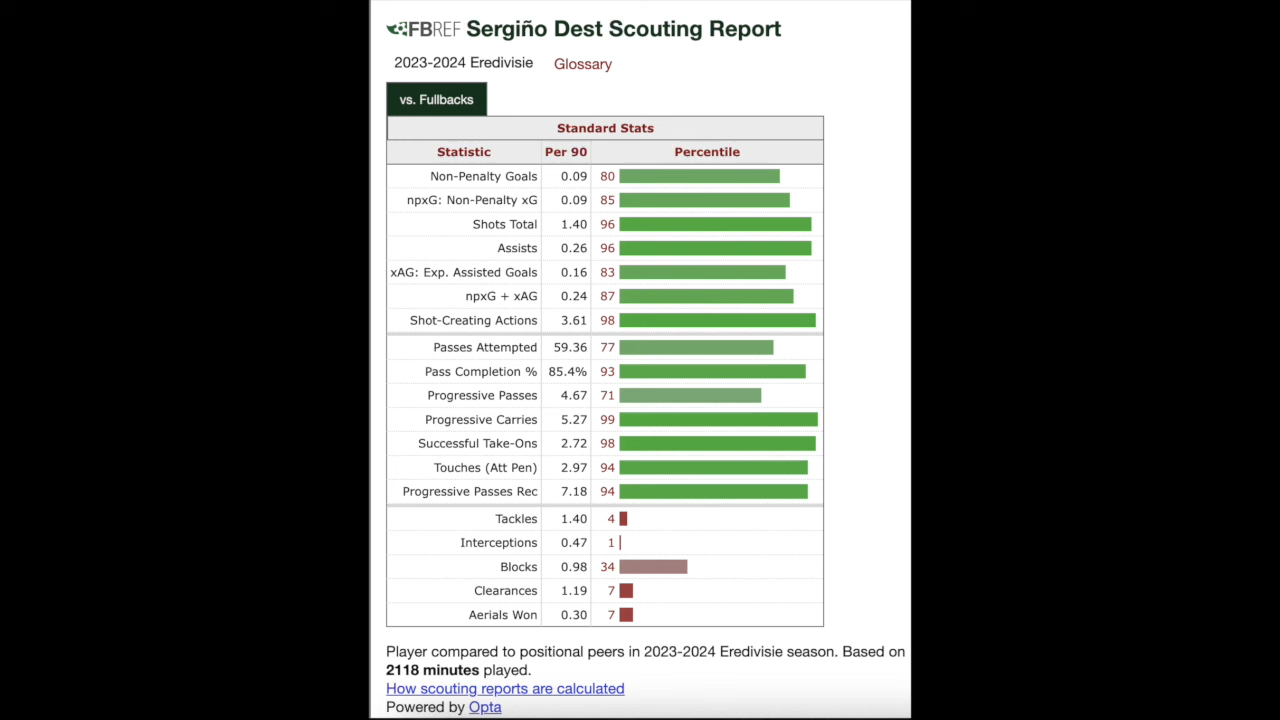 FBREF Sergiño Dest Scouting Report
2023-2024 Eredivisie Glossary
vs. Fullbacks
Standard Stats
Statistic Per 90 Percentile
Non-Penalty Goals 0.09 80
npxG: Non-Penalty xG 0.09 85
Shots Total 1.40 96
Assists 0.26 96
xAG: Exp. Assisted Goals 0.16 83
npxG + xAG 0.24 87
Shot-Creating Actions 3.61 98
Passes Attempted 59.36 77
Pass Completion % 85.4% 93
Progressive Passes 4.67 71
Progressive Carries 5.27 99
Successful Take-Ons 2.72 98
Touches (Att Pen) 2.97 94
Progressive Passes Rec 7.18 94
Tackles 1.40 4
Interceptions 0.47 1
Blocks 0.98 34
Clearances 1.19 7
Aerials Won 0.30 7
Player compared to positional peers in 2023-2024 Eredivisie season. Based on
2118 minutes played.
How scouting reports are calculated
Powered by Opta